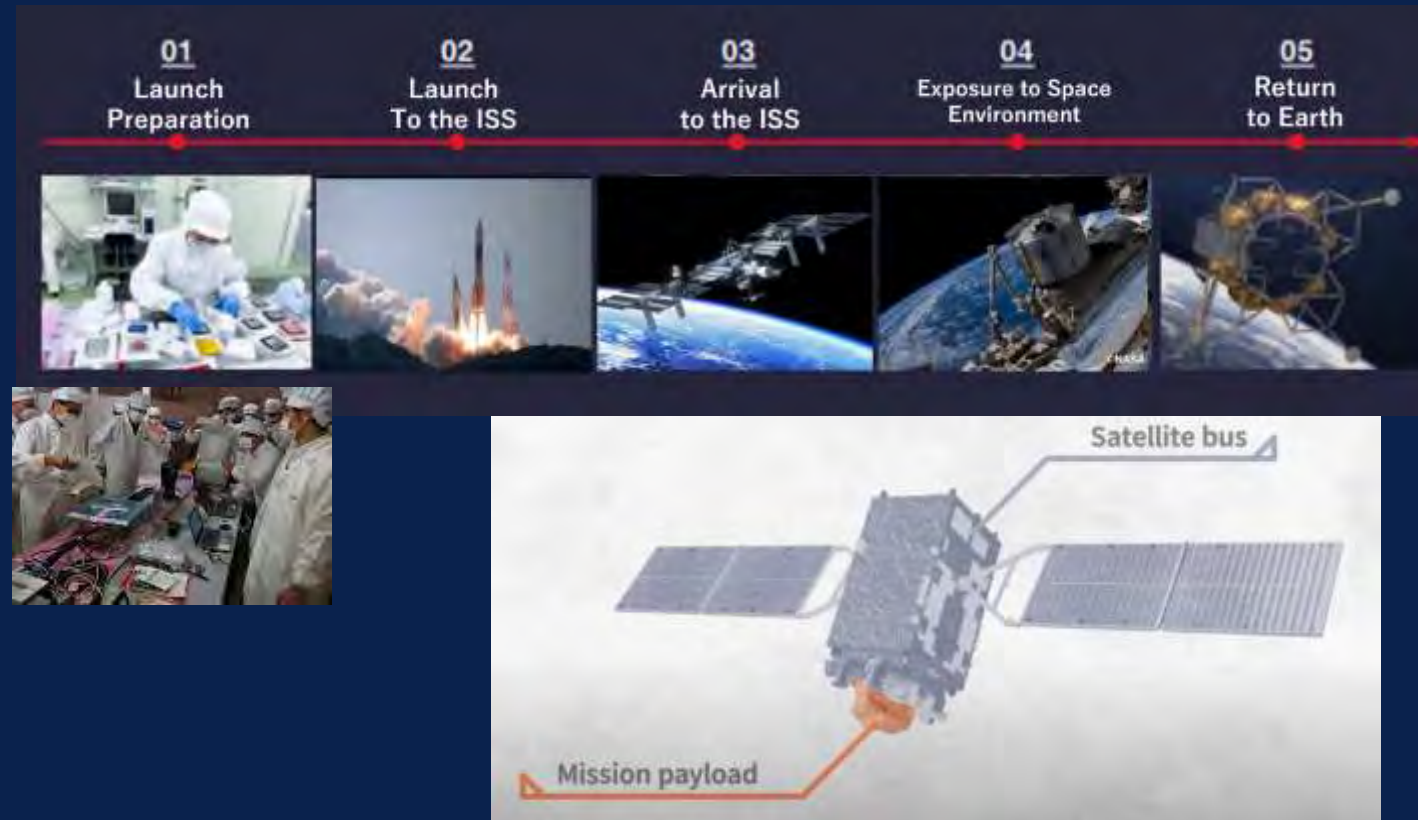 01
Launch
Preparation
02
Launch
To the ISS
03
Arrival
to the ISS
04
Exposure to Space
Environment
05
Return
to Earth
©NASA
Satellite bus
Mission payload